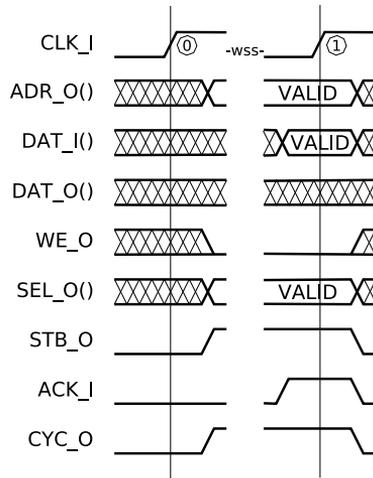 CLK_I 0 -wss- 1
ADR_O() VALID
DAT_I() VALID
DAT_O()
WE_O
SEL_O() VALID
STB_O
ACK_I
CYC_O